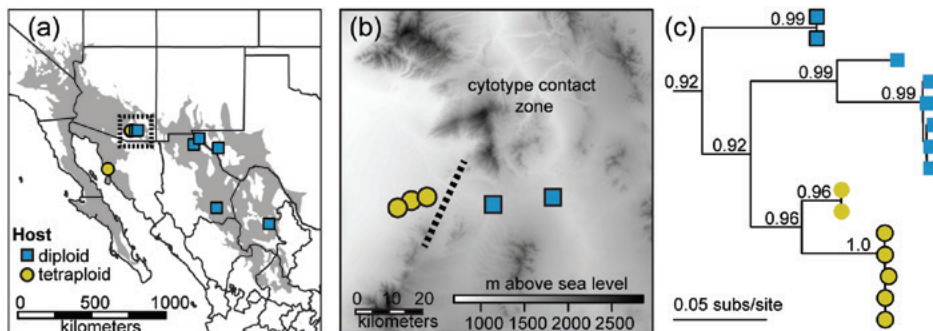 (a)
Host
diploid
tetraploid
0 500 1000
kilometers
(b)
cytotype contact
zone
0 10 20
kilometers
m above sea level
1000 1500 2000 2500
(c)
0.99
0.92
0.99
0.99
0.92
0.96
0.96
1.0
0.05 subs/site